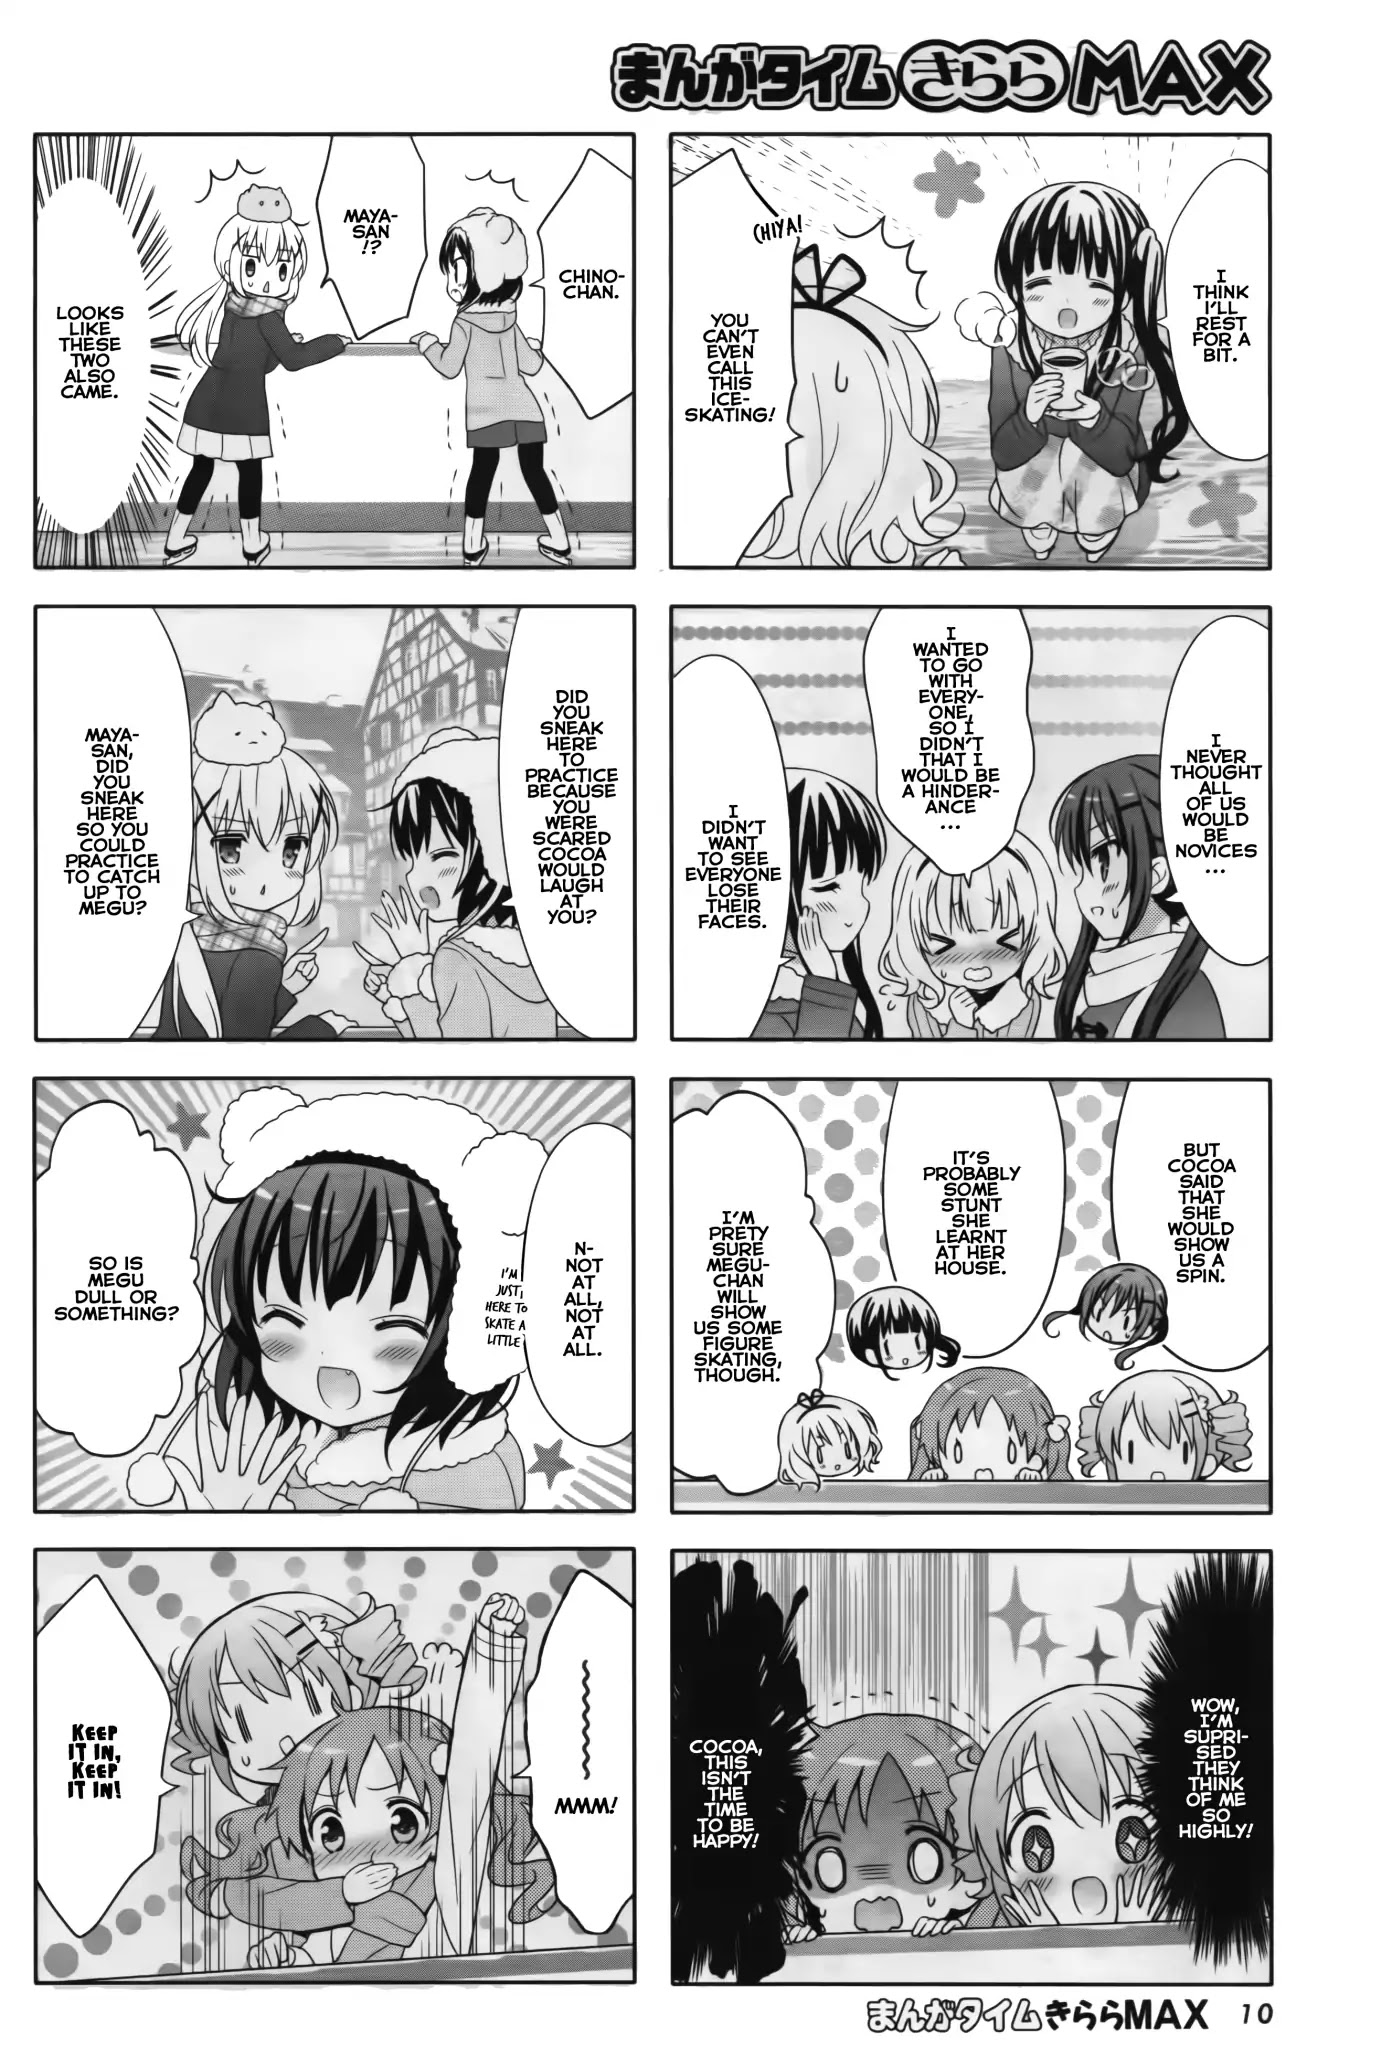 まんがタイムきららMAX
I
THINK
I'LL
REST
FOR A
BIT.
CHIYA!
YOU
CAN'T
EVEN
CALL
THIS
ICE-
SKATING!
I
NEVER
THOUGHT
ALL
OF US
WOULD
BE
NOVICES
...
I
WANTED
TO GO
WITH
EVERY-
ONE,
SO I
DIDN'T
THAT I
WOULD BE
A HINDER-
ANCE
...
I
DIDN'T
WANT
TO SEE
EVERYONE
LOSE
THEIR
FACES.
BUT
COCOA
SAID
THAT
SHE
WOULD
SHOW
US A
SPIN.
IT'S
PROBABLY
SOME
STUNT
SHE
LEARNT
AT HER
HOUSE.
I'M
PRETY
SURE
MEGU-
CHAN
WILL
SHOW
US SOME
FIGURE
SKATING,
THOUGH.
WOW,
I'M
SUPRI-
SED
THEY
THINK
OF ME
SO
HIGHLY!
COCOA,
THIS
ISN'T
THE
TIME
TO BE
HAPPY!
CHINO-
CHAN.
MAYA-
SAN
!?
LOOKS
LIKE
THESE
TWO
ALSO
CAME.
DID
YOU
SNEAK
HERE
TO
PRACTICE
BECAUSE
YOU
WERE
SCARED
COCOA
WOULD
LAUGH
AT
YOU?
MAYA-
SAN,
DID
YOU
SNEAK
HERE
SO YOU
COULD
PRACTICE
TO CATCH
UP TO
MEGU?
N-
NOT
AT
ALL,
NOT
AT
ALL.
I'M
JUST,
HERE TO
SKATE A
LITTLE
SO IS
MEGU
DULL OR
SOMETHING?
MMM!
KEEP
IT IN,
KEEP
IT IN!
まんがタイムきららMAX 10